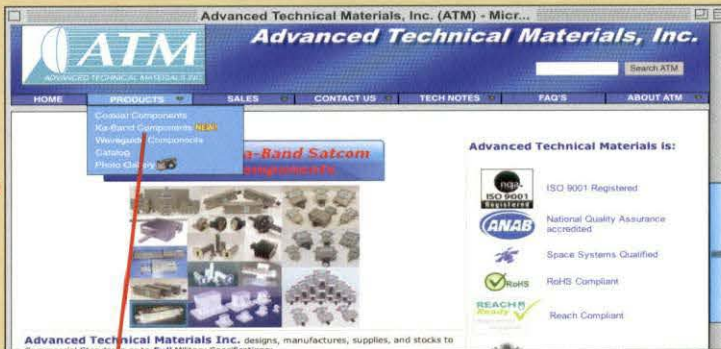 Advanced Technical Materials, Inc. (ATM) - Micr...
ATM
ADVANCED TECHNICAL MATERIALS INC.
Advanced Technical Materials, Inc.
Search ATM
HOME PRODUCTS SALES CONTACT US TECH NOTES FAQ'S ABOUT ATM
Coaxial Components
Ka-Band Components NEW!
Waveguide Components
Catalog
Photo Gallery
a-Band Satcom
omponents
Advanced Technical Materials is:
nqa.
ISO 9001
Registered
ISO 9001 Registered
ANAB
National Quality Assurance
accredited
Space Systems Qualified
RoHS
RoHS Compliant
REACH
Ready
Reach Compliant
Advanced Technical Materials Inc. designs, manufactures, supplies, and stocks to